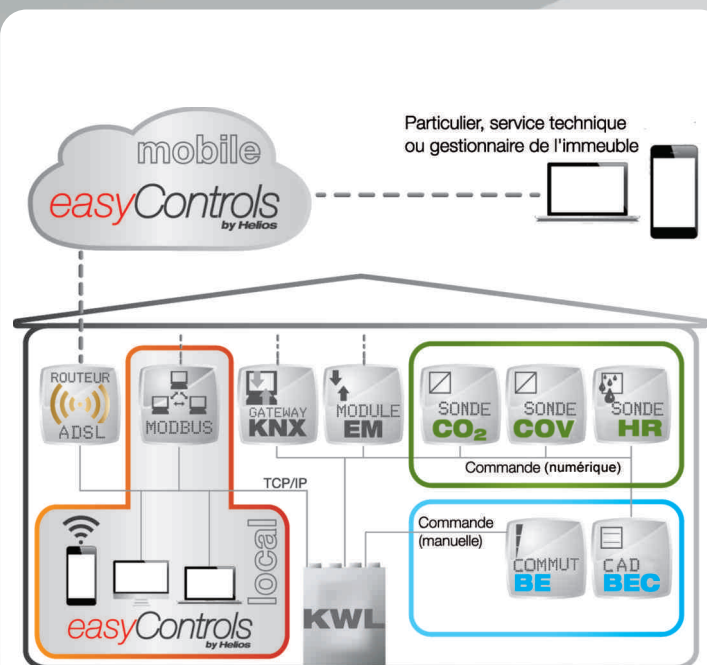 Particulier, service technique
ou gestionnaire de l'immeuble
mobile
easyControls
by Helios
ROUTEUR
ADSL
MODBUS
GATEWAY
KNX
MODULE
EM
SONDE
CO₂
SONDE
COV
SONDE
HR
Commande (numérique)
TCP/IP
local
easyControls
by Helios
KWL
Commande
(manuelle)
COMMUT
BE
CAD
BEC